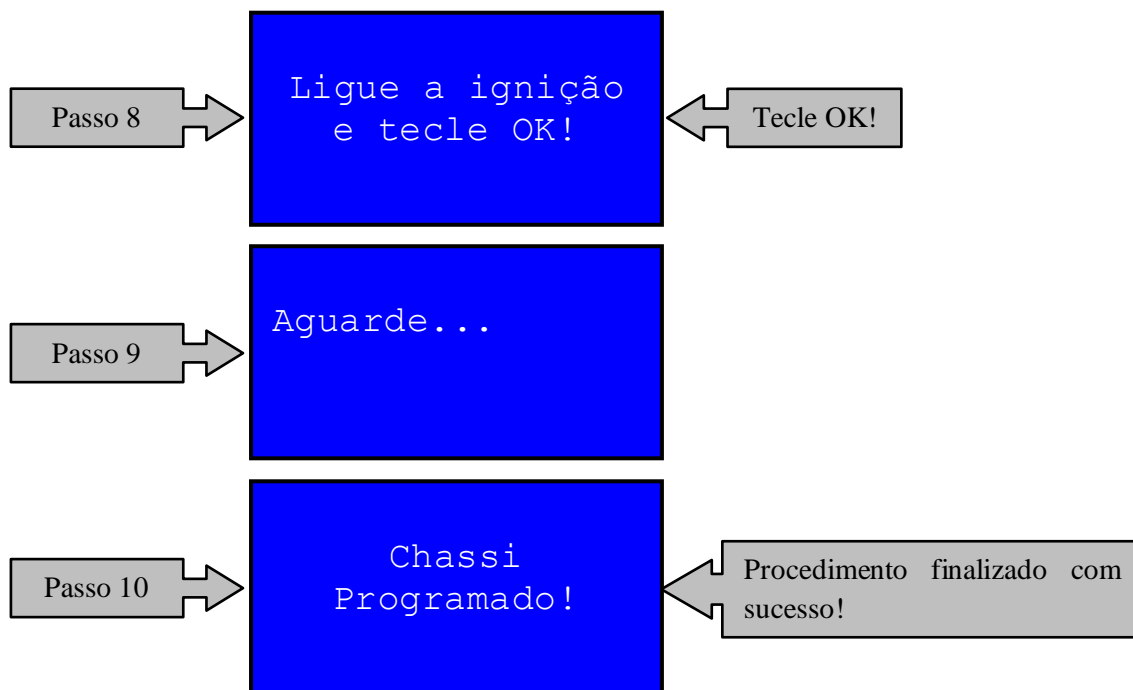 Passo 8
Ligue a ignição
e tecle OK!
Tecle OK!
Passo 9
Aguarde...
Passo 10
Chassi
Programado!
Procedimento finalizado com
sucesso!